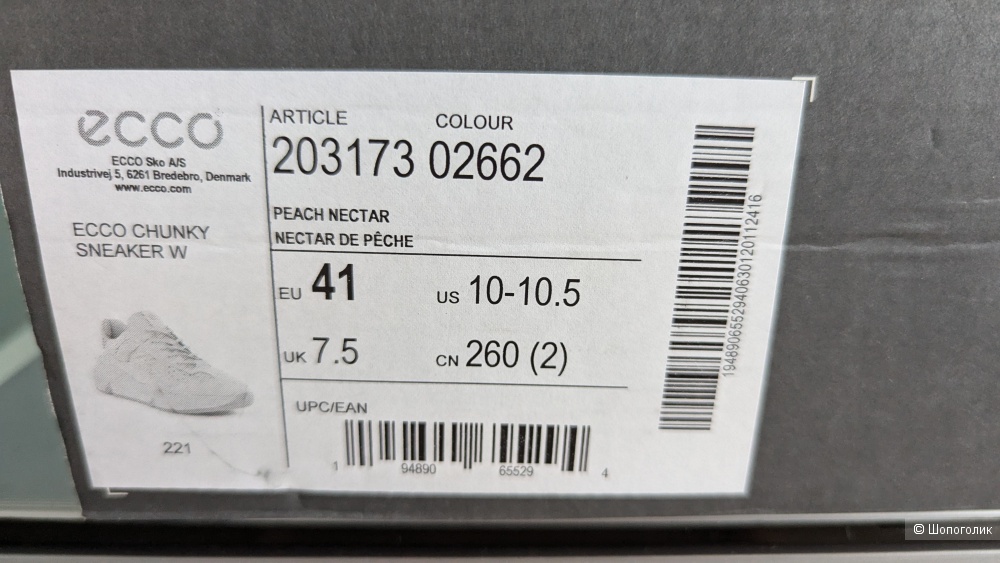 ecco
ECCO Sko A/S
Industrivej 5, 6261 Bredebro, Denmark
www.ecco.com
ECCO CHUNKY
SNEAKER W
221
ARTICLE COLOUR
203173 02662
PEACH NECTAR
NECTAR DE PÊCHE
EU 41 US 10-10.5
UK 7.5 CN 260 (2)
UPC/EAN
1 94890 65529 4
1948906552940630120112416
© Шопоголик